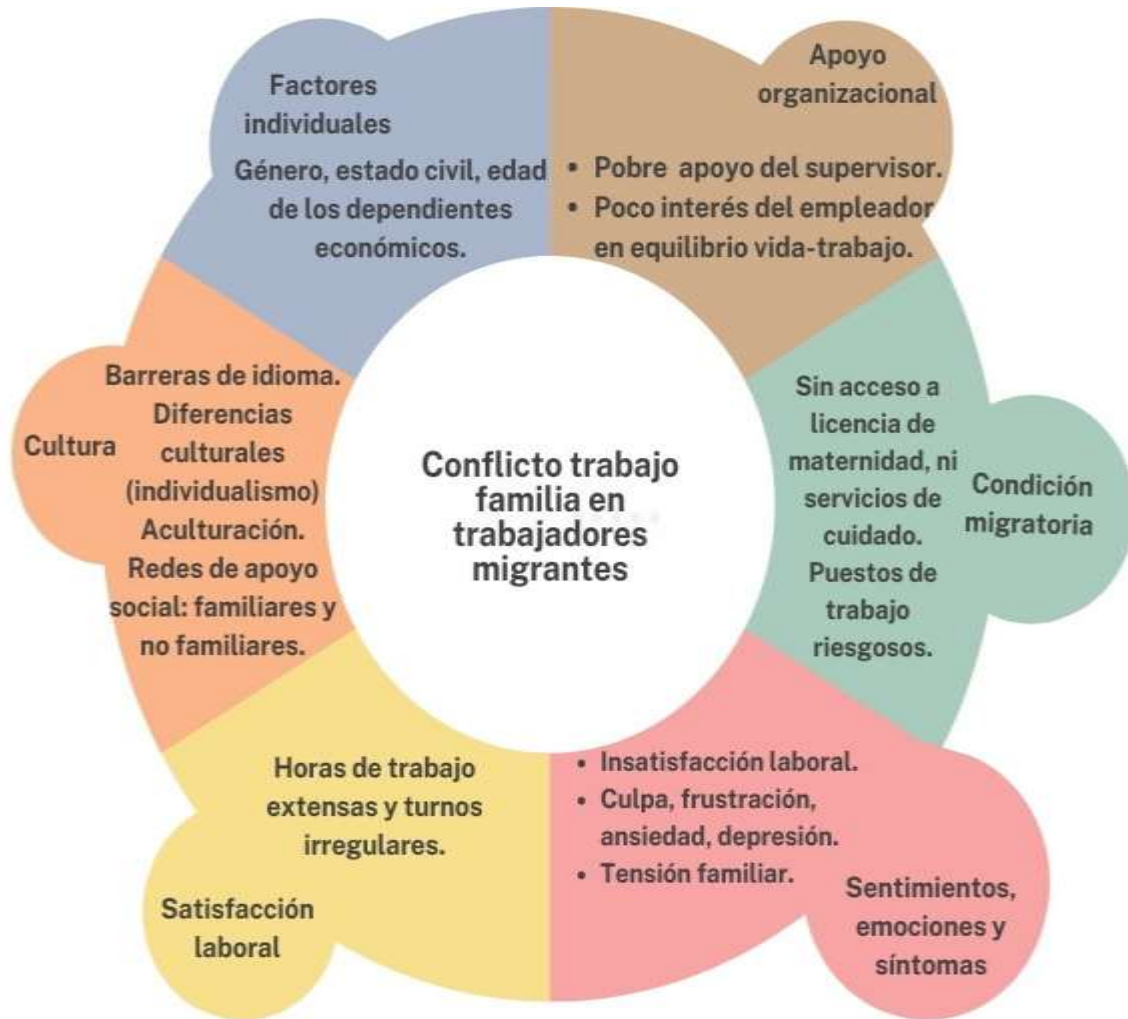 Factores
individuales
Género, estado civil, edad
de los dependientes
económicos.
Apoyo
organizacional
• Pobre apoyo del supervisor.
• Poco interés del empleador
en equilibrio vida-trabajo.
Cultura
Barreras de idioma.
Diferencias
culturales
(individualismo)
Aculturación.
Redes de apoyo
social: familiares y
no familiares.
Conflicto trabajo
familia en
trabajadores
migrantes
Sin acceso a
licencia de
maternidad, ni
servicios de
cuidado.
Puestos de
trabajo
riesgosos.
Condición
migratoria
Horas de trabajo
extensas y turnos
irregulares.
Satisfacción
laboral
• Insatisfacción laboral.
• Culpa, frustración,
ansiedad, depresión.
• Tensión familiar.
Sentimientos,
emociones y
síntomas